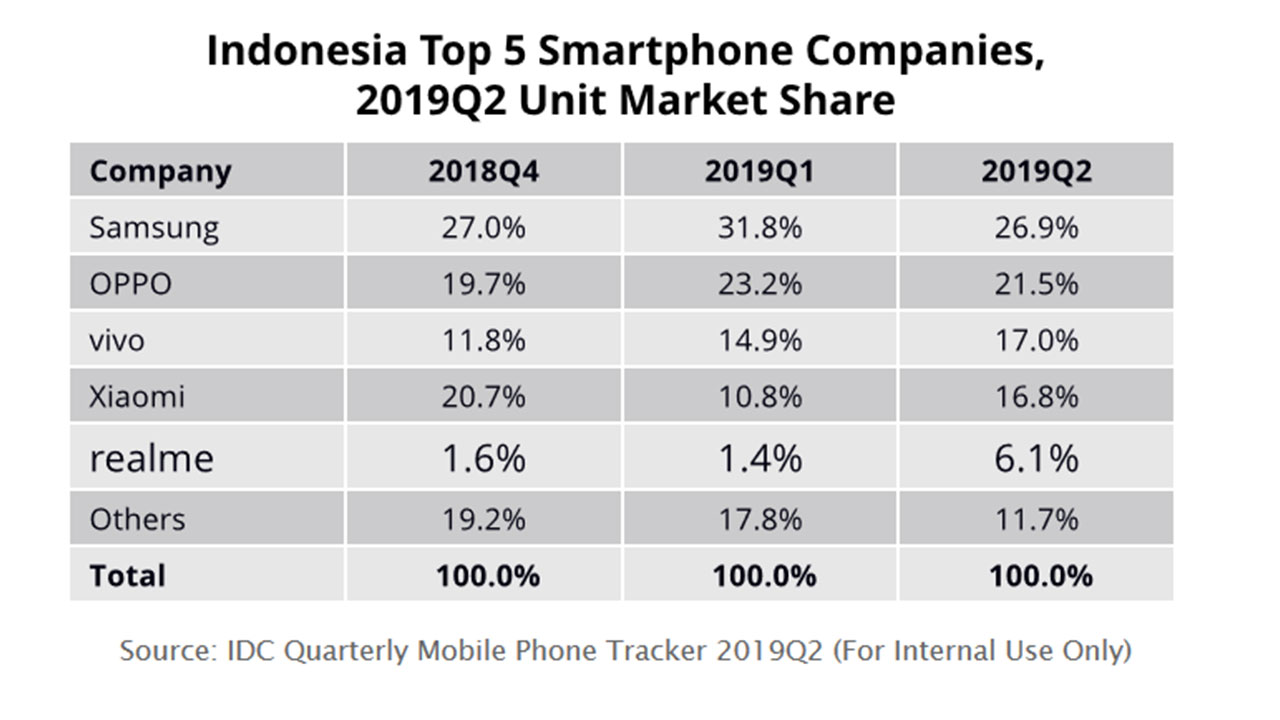 Indonesia Top 5 Smartphone Companies,
2019Q2 Unit Market Share
Company 2018Q4 2019Q1 2019Q2
Samsung 27.0% 31.8% 26.9%
OPPO 19.7% 23.2% 21.5%
vivo 11.8% 14.9% 17.0%
Xiaomi 20.7% 10.8% 16.8%
realme 1.6% 1.4% 6.1%
Others 19.2% 17.8% 11.7%
Total 100.0% 100.0% 100.0%
Source: IDC Quarterly Mobile Phone Tracker 2019Q2 (For Internal Use Only)